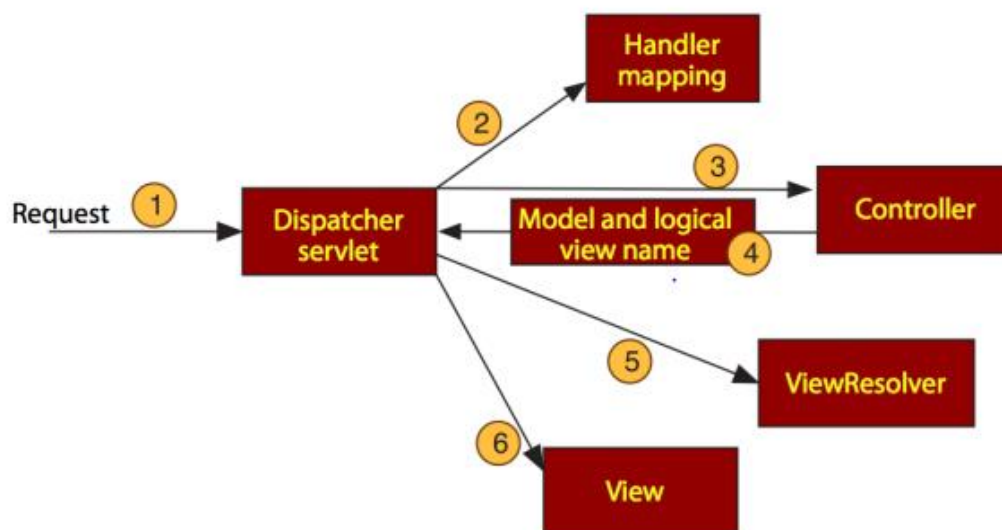 Handler
mapping
2
3
1
Request
Dispatcher
servlet
Model and logical
view name
4
Controller
5
ViewResolver
6
View